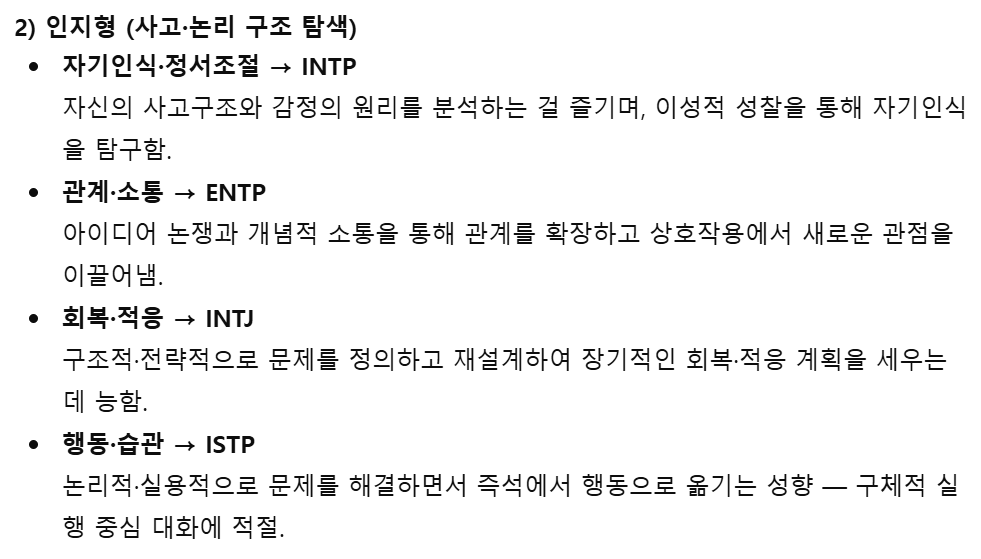 2) 인지형 (사고·논리 구조 탐색)
• 자기인식·정서조절 → INTP
자신의 사고구조와 감정의 원리를 분석하는 걸 즐기며, 이성적 성찰을 통해 자기인식
을 탐구함.
• 관계·소통 → ENTP
아이디어 논쟁과 개념적 소통을 통해 관계를 확장하고 상호작용에서 새로운 관점을
이끌어냄.
• 회복·적응 → INTJ
구조적·전략적으로 문제를 정의하고 재설계하여 장기적인 회복·적응 계획을 세우는
데 능함.
• 행동·습관 → ISTP
논리적·실용적으로 문제를 해결하면서 즉석에서 행동으로 옮기는 성향 — 구체적 실
행 중심 대화에 적절.